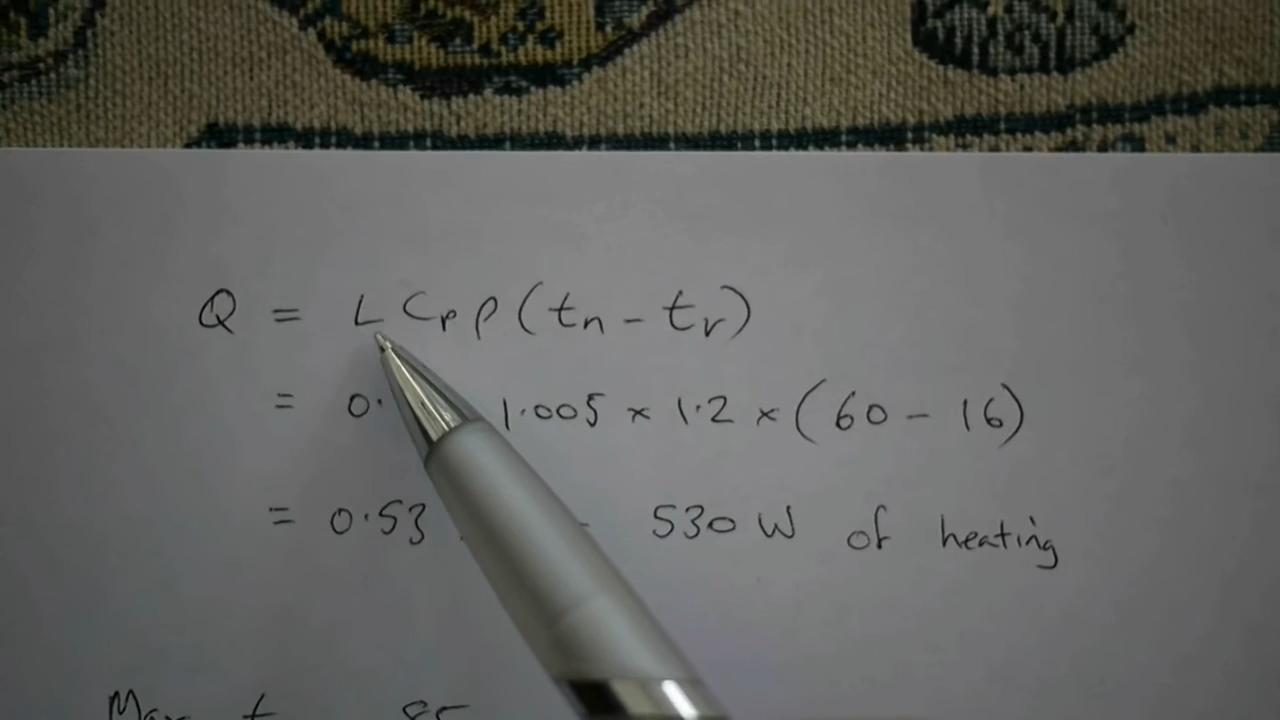 Q = L Cp ρ (tn - tr)
= 0. 1.005 × 1.2 × (60 - 16)
= 0.53 530 W of heating